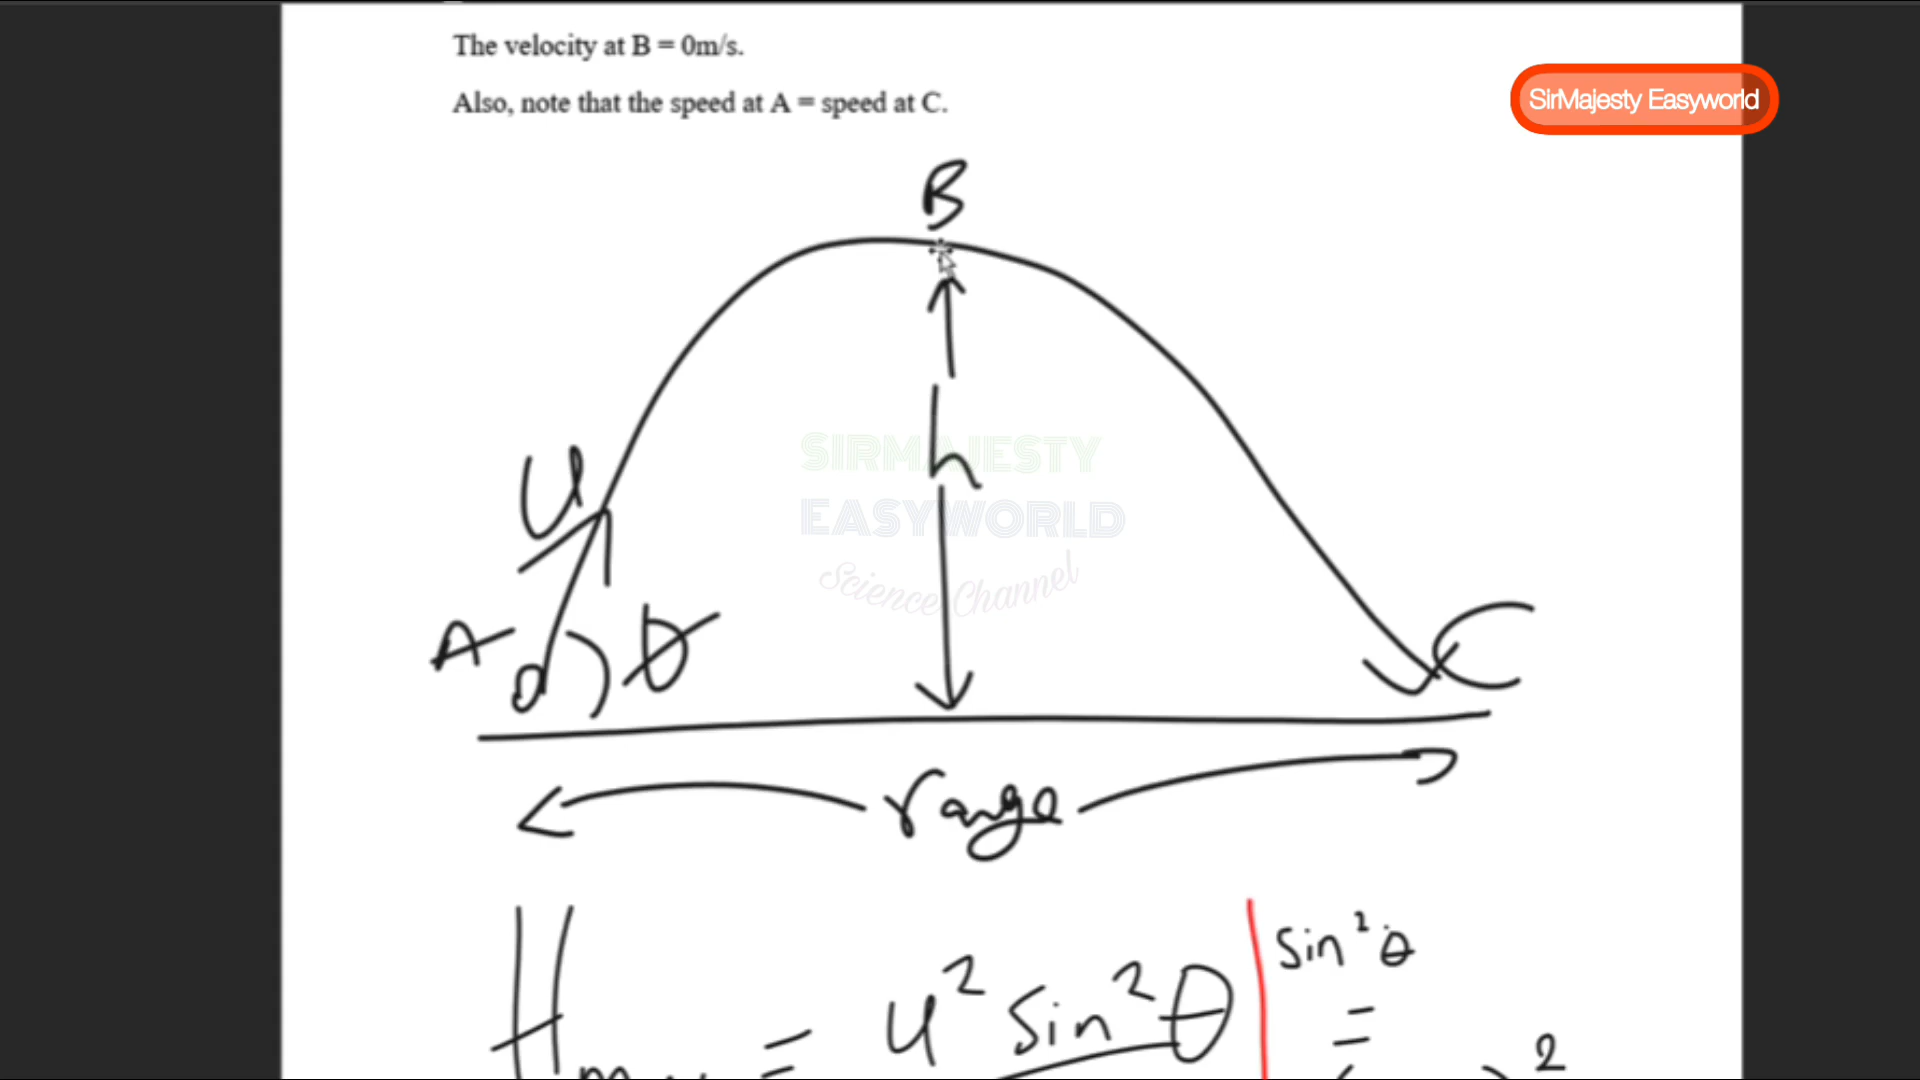 The velocity at B = 0m/s.
SirMajesty Easyworld
Also, note that the speed at A = speed at C.
B
h
U
SIRMAJESTY
EASYWORLD
Science Channel
A θ C
range
sin²θ
H = u² sin²θ =
2